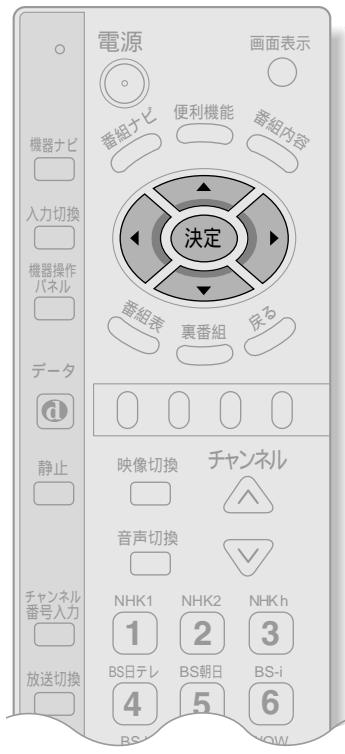 電源
画面表示
番組ナビ
便利機能
番組内容
機器ナビ
入力切換
決定
機器操作
パネル
番組表
裏番組
戻る
データ
d
静止
映像切換
チャンネル
音声切換
チャンネル
番号入力
NHK1
NHK2
NHKh
1
2
3
放送切換
BS日テレ
BS朝日
BS-i
4
5
6